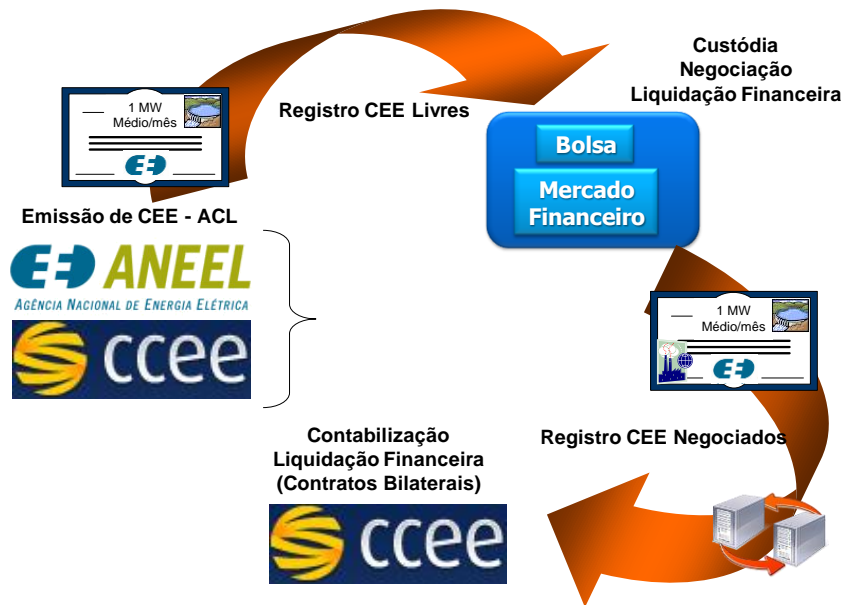 Custódia
Negociação
Liquidação Financeira
1 MW
Médio/mês
Registro CEE Livres
Bolsa
Mercado
Financeiro
Emissão de CEE - ACL
ANEEL
AGÊNCIA NACIONAL DE ENERGIA ELÉTRICA
ccee
1 MW
Médio/mês
Contabilização
Liquidação Financeira
(Contratos Bilaterais)
Registro CEE Negociados
ccee